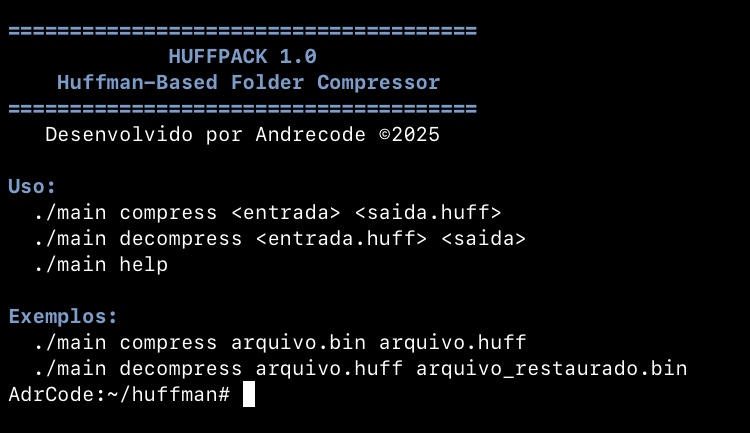 =======================================
HUFFPACK 1.0
Huffman-Based Folder Compressor
=======================================
Desenvolvido por Andrecode ©2025
Uso:
./main compress <entrada> <saida.huff>
./main decompress <entrada.huff> <saida>
./main help
Exemplos:
./main compress arquivo.bin arquivo.huff
./main decompress arquivo.huff arquivo_restaurado.bin
AdrCode:~/huffman#